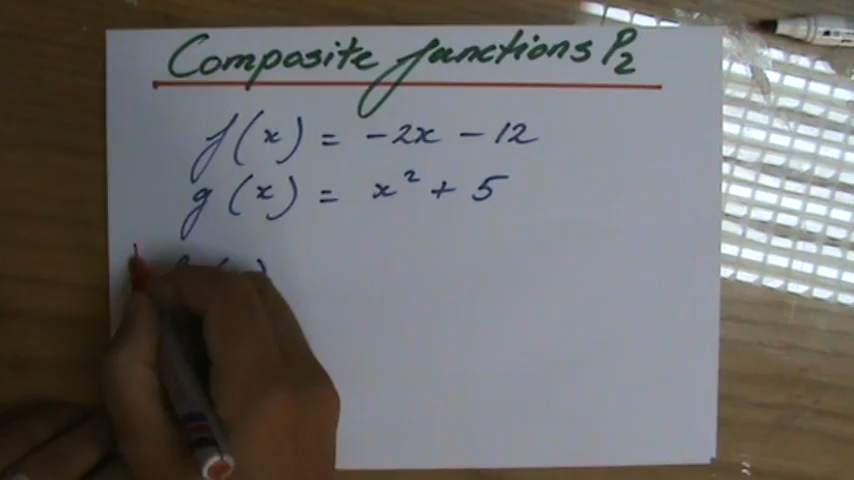 Composite functions P₂
f(x) = -2x - 12
g(x) = x² + 5